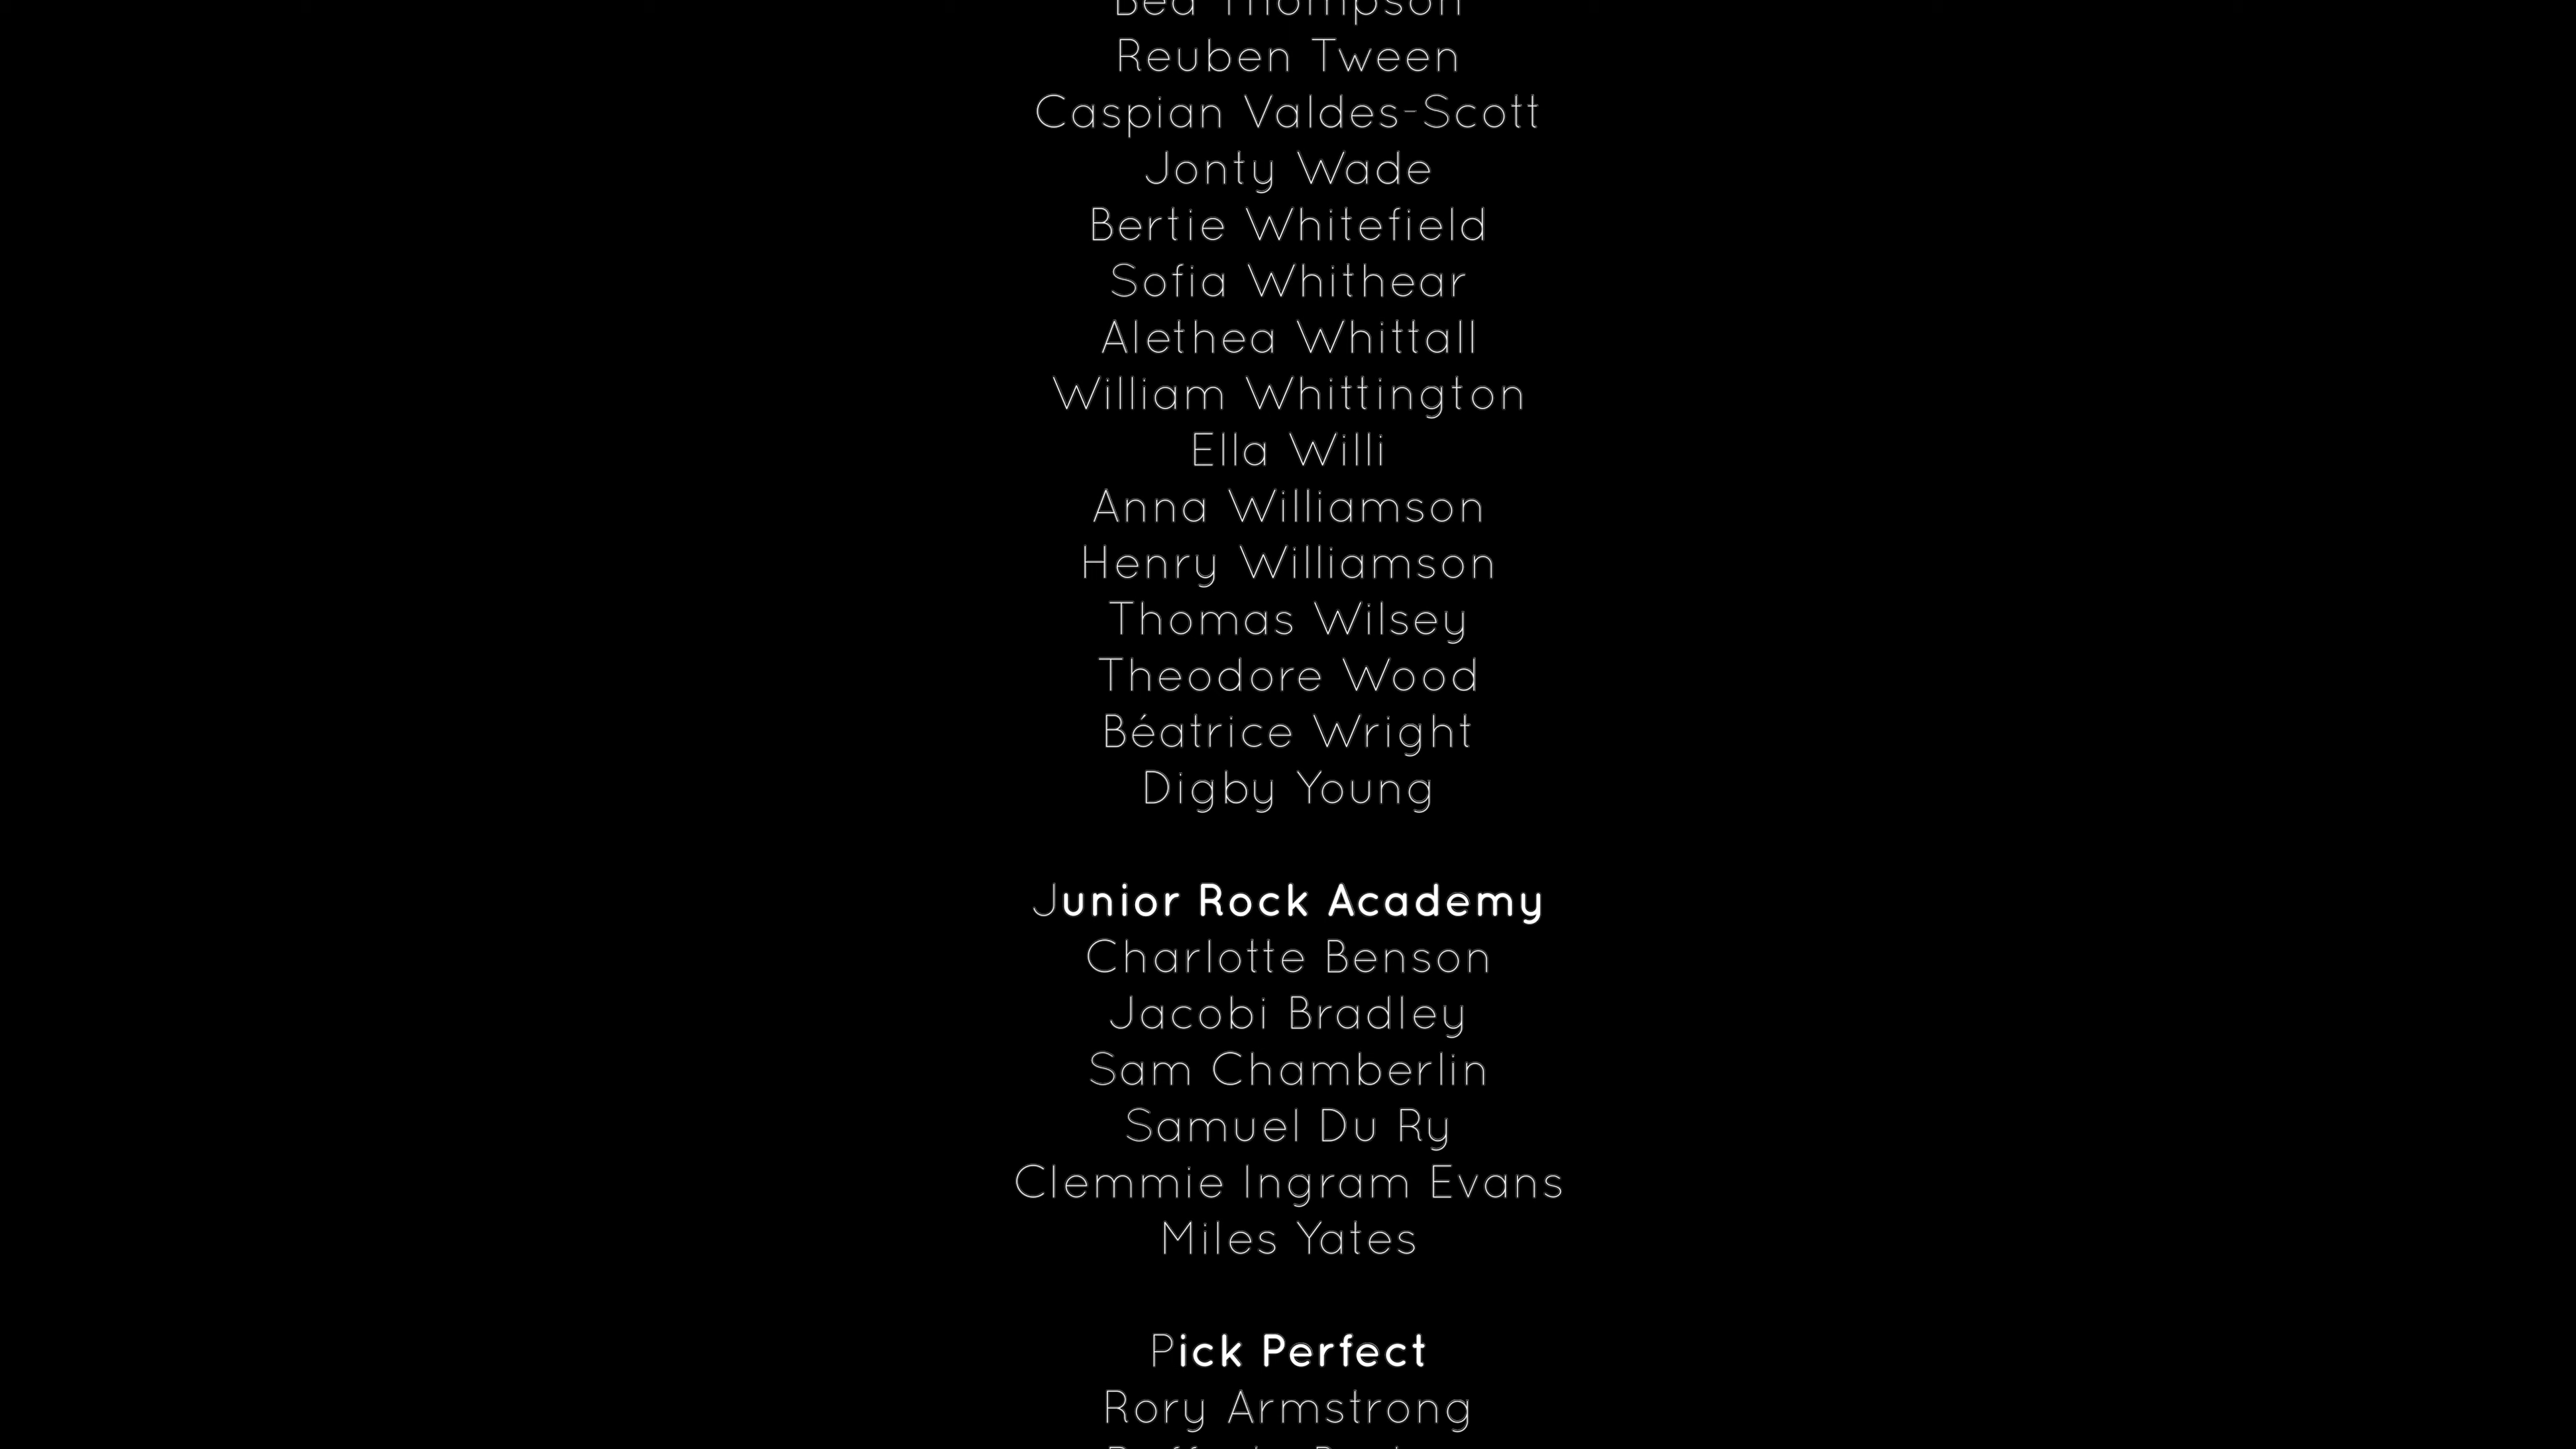 Bea Thompson
Reuben Tween
Caspian Valdes-Scott
Jonty Wade
Bertie Whitefield
Sofia Whithear
Alethea Whittall
William Whittington
Ella Willi
Anna Williamson
Henry Williamson
Thomas Wilsey
Theodore Wood
Béatrice Wright
Digby Young
Junior Rock Academy
Charlotte Benson
Jacobi Bradley
Sam Chamberlin
Samuel Du Ry
Clemmie Ingram Evans
Miles Yates
Pick Perfect
Rory Armstrong